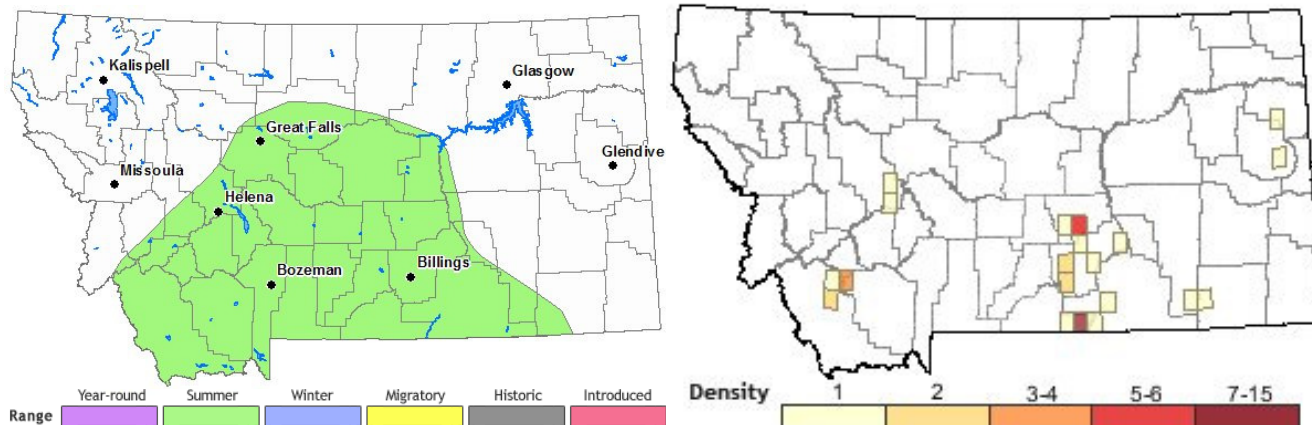 Kalispell
Glasgow
Great Falls
Glendive
Missoula
Helena
Bozeman
Billings
Year-round Summer Winter Migratory Historic Introduced
Range
Density 1 2 3-4 5-6 7-15